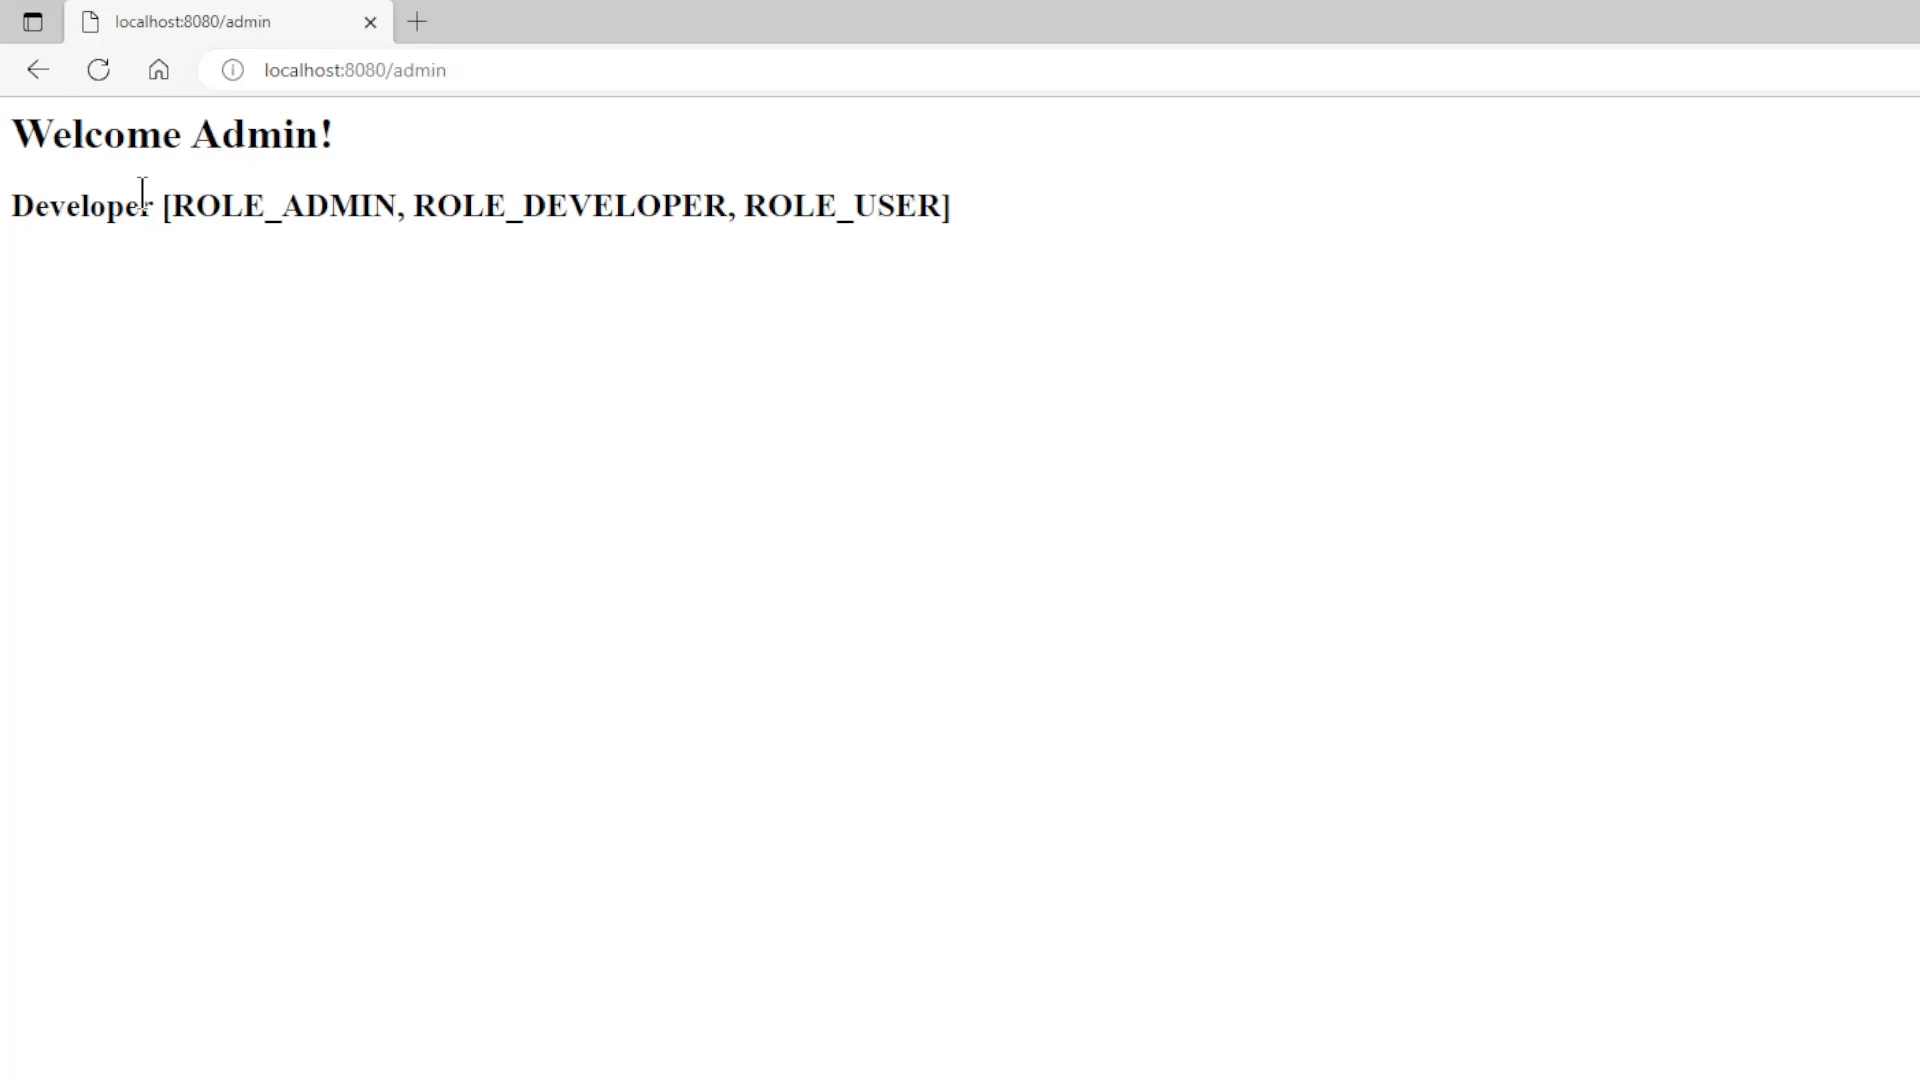 localhost:8080/admin
localhost:8080/admin
Welcome Admin!
Developer [ROLE_ADMIN, ROLE_DEVELOPER, ROLE_USER]